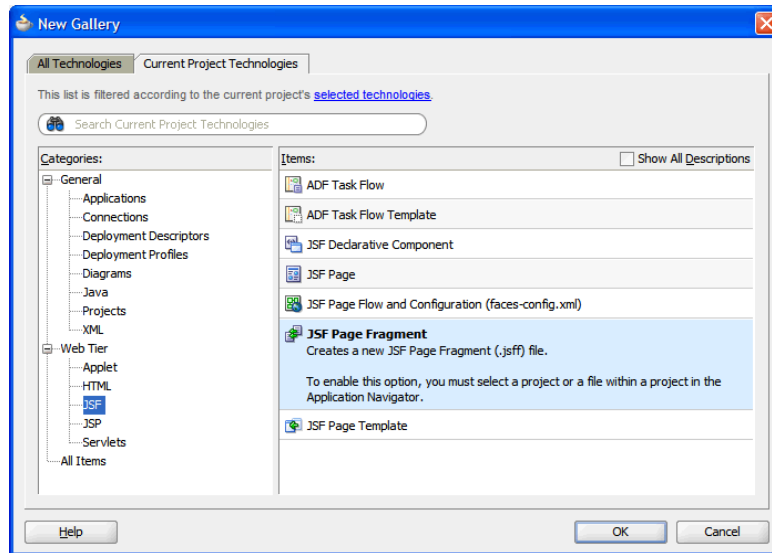 New Gallery
All Technologies
Current Project Technologies
This list is filtered according to the current project's selected technologies.
Search Current Project Technologies
Categories:
General
Applications
Connections
Deployment Descriptors
Deployment Profiles
Diagrams
Java
Projects
XML
Web Tier
Applet
HTML
JSF
JSP
Servlets
All Items
Items:
Show All Descriptions
ADF Task Flow
ADF Task Flow Template
JSF Declarative Component
JSF Page
JSF Page Flow and Configuration (faces-config.xml)
JSF Page Fragment
Creates a new JSF Page Fragment (.jsff) file.
To enable this option, you must select a project or a file within a project in the
Application Navigator.
JSF Page Template
Help
OK
Cancel